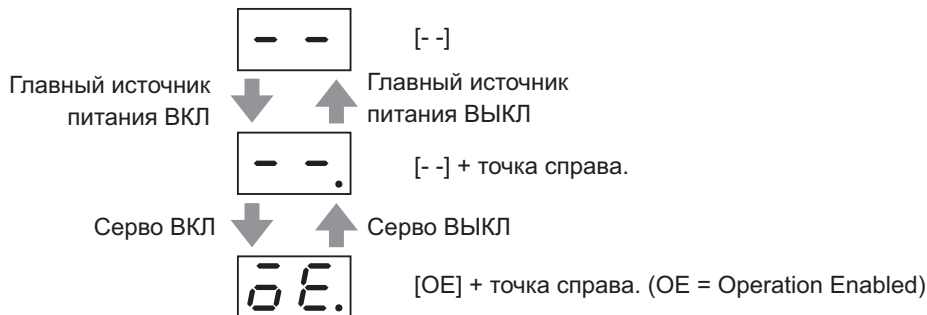 - - [- -]
Главный источник питания ВКЛ
Главный источник питания ВЫКЛ
- -. [- -] + точка справа.
Серво ВКЛ
Серво ВЫКЛ
oE. [OE] + точка справа. (OE = Operation Enabled)